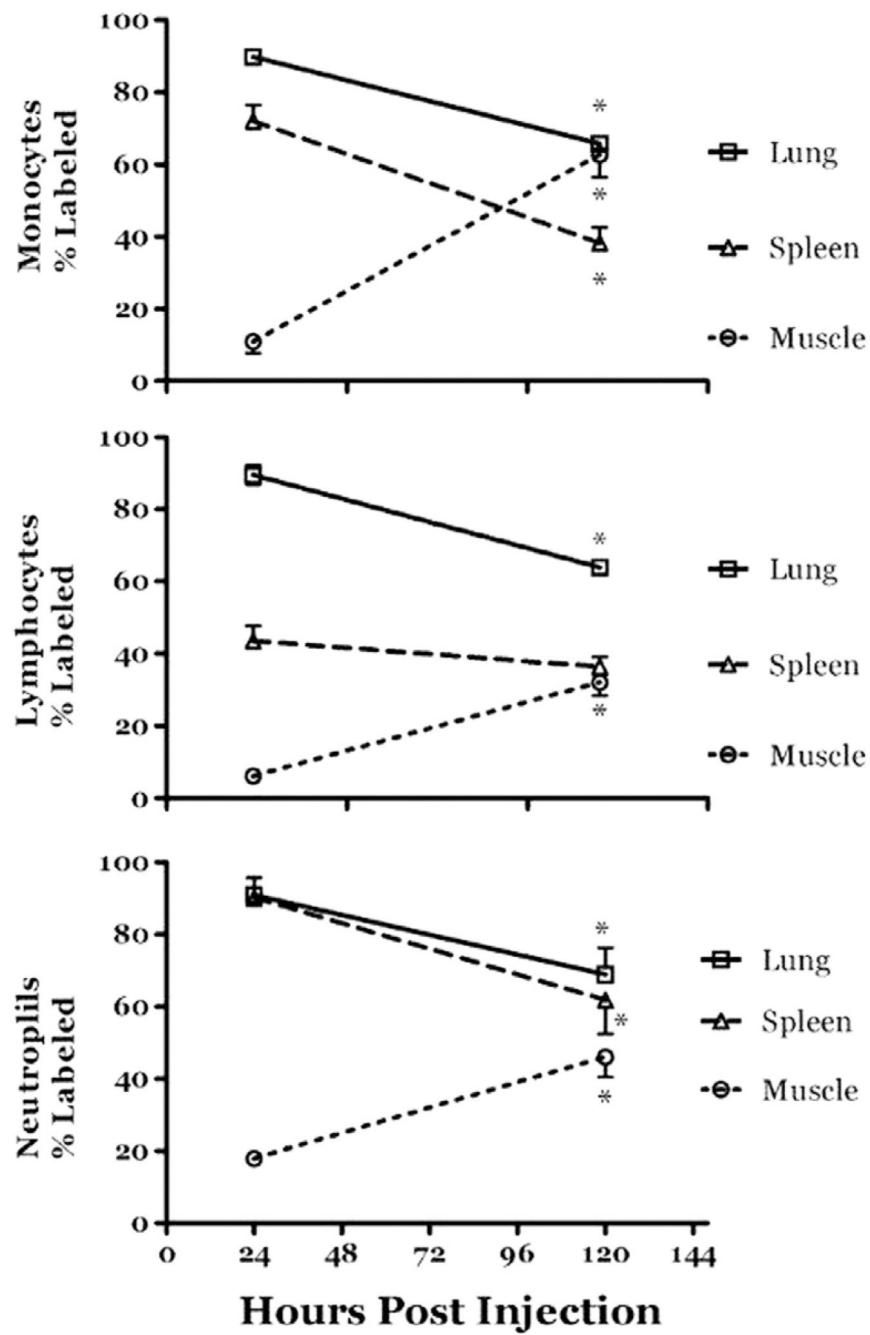 100
80
60
40
20
0
Monocytes
% Labeled
*
*
*
Lung
Spleen
Muscle
100
80
60
40
20
0
Lymphocytes
% Labeled
*
*
Lung
Spleen
Muscle
100
80
60
40
20
0
Neutroplils
% Labeled
*
*
*
Lung
Spleen
Muscle
0 24 48 72 96 120 144
Hours Post Injection